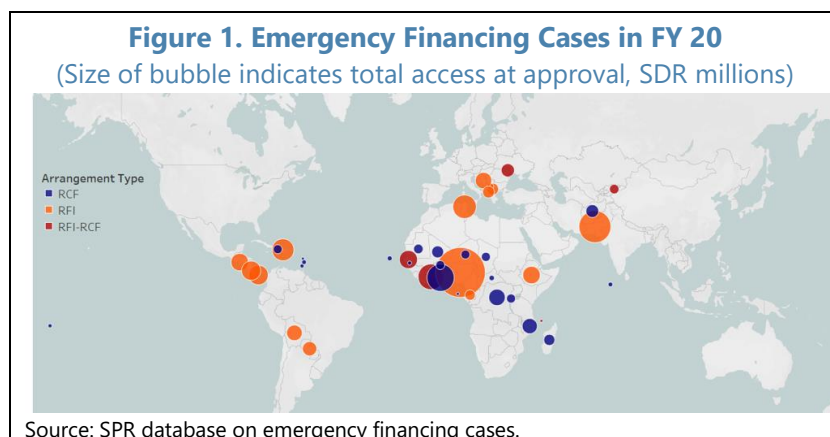 Figure 1. Emergency Financing Cases in FY 20
(Size of bubble indicates total access at approval, SDR millions)
Arrangement Type
RCF
RFI
RFI-RCF
Source: SPR database on emergency financing cases.